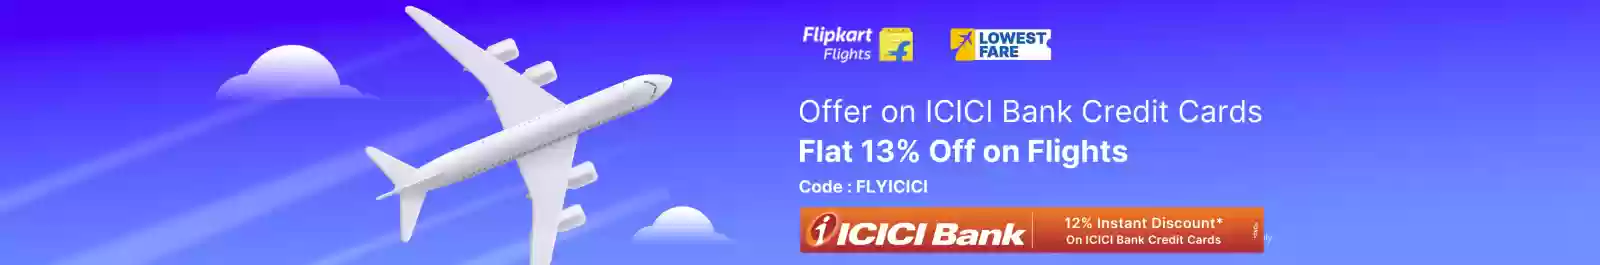 Flipkart
Flights
LOWEST
FARE
Offer on ICICI Bank Credit Cards
Flat 13% Off on Flights
Code : FLYICICI
ICICI Bank
12% Instant Discount*
On ICICI Bank Credit Cards